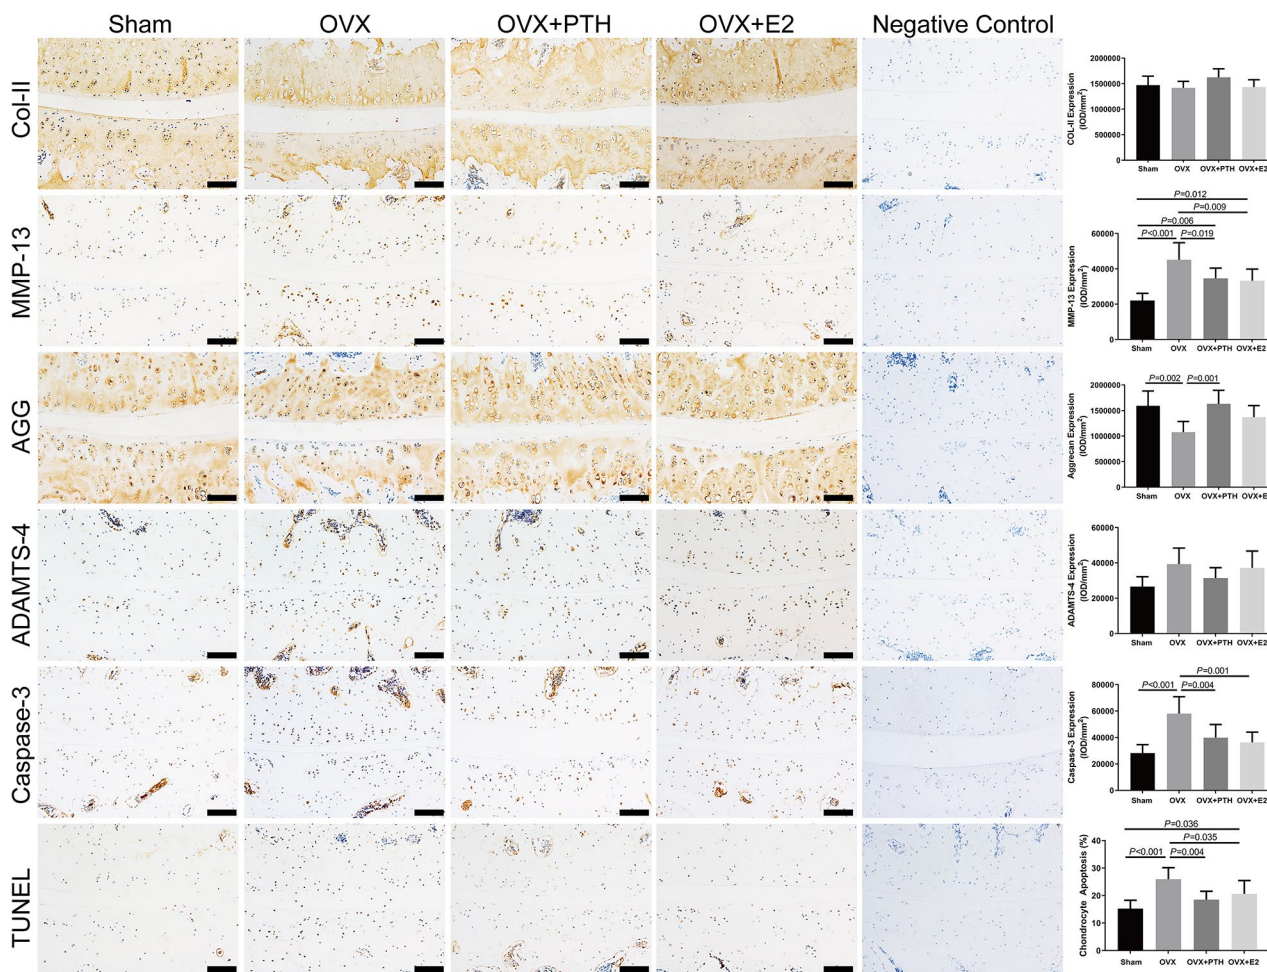 Sham OVX OVX+PTH OVX+E2 Negative Control
Col-II
COL-II Expression
(IOD/mm²)
2000000
1500000
1000000
500000
0
Sham OVX OVX+PTH OVX+E2
MMP-13
MMP-13 Expression
(IOD/mm²)
P=0.012
P=0.009
P=0.006
P<0.001 P=0.019
60000
40000
20000
0
Sham OVX OVX+PTH OVX+E2
AGG
Aggrecan Expression
(IOD/mm²)
P=0.002 P=0.001
2000000
1500000
1000000
500000
0
Sham OVX OVX+PTH OVX+E
ADAMTS-4
ADAMTS-4 Expression
(IOD/mm²)
60000
40000
20000
0
Sham OVX OVX+PTH OVX+E2
Caspase-3
Caspase-3 Expression
(IOD/mm²)
P=0.001
P<0.001 P=0.004
80000
60000
40000
20000
0
Sham OVX OVX+PTH OVX+E2
TUNEL
Chondrocyte Apoptosis (%)
P=0.036
P=0.035
P<0.001 P=0.004
40
30
20
10
0
Sham OVX OVX+PTH OVX+E2